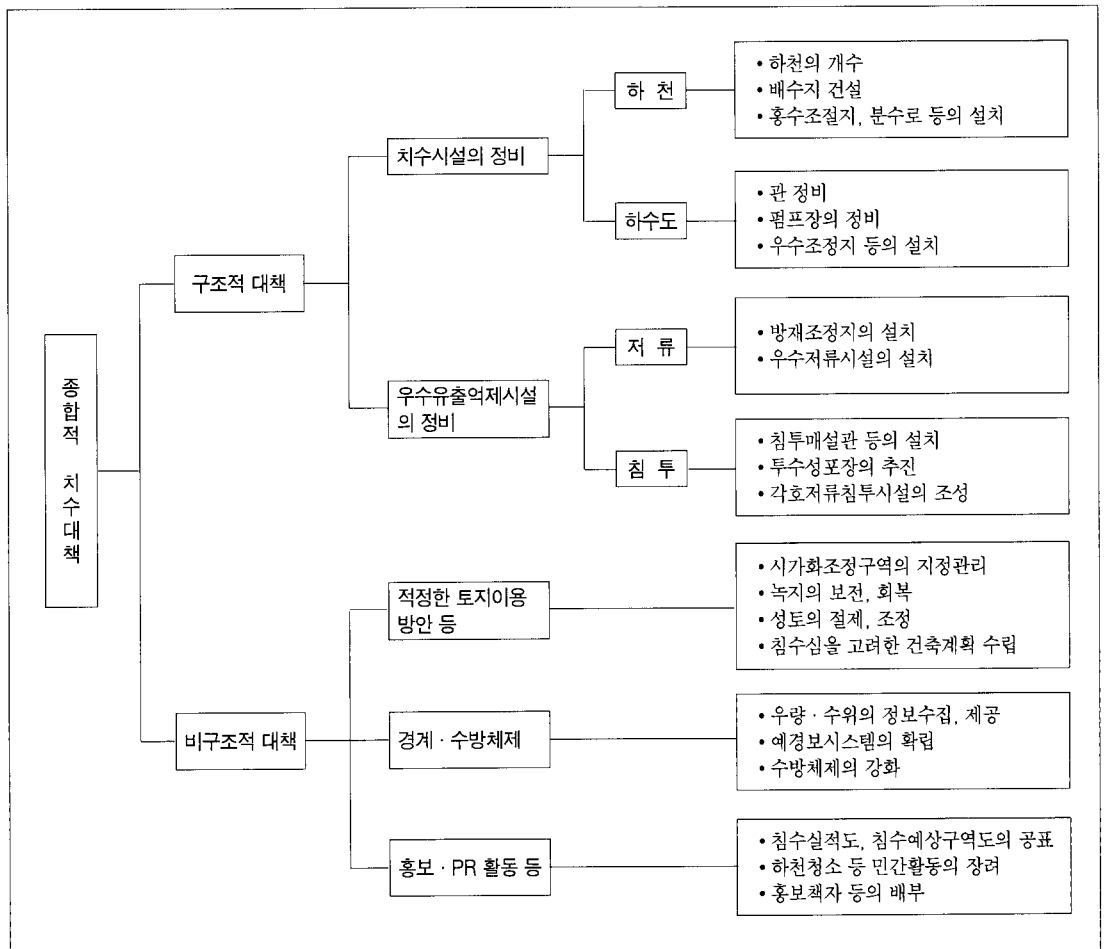 종합적 치수대책
구조적 대책
치수시설의 정비
하 천
• 하천의 개수
• 배수지 건설
• 홍수조절지, 분수로 등의 설치
하수도
• 관 정비
• 펌프장의 정비
• 우수조정지 등의 설치
우수유출억제시설
의 정비
저 류
• 방재조정지의 설치
• 우수저류시설의 설치
침 투
• 침투매설관 등의 설치
• 투수성포장의 추진
• 각호저류침투시설의 조성
비구조적 대책
적정한 토지이용
방안 등
• 시가화조정구역의 지정관리
• 녹지의 보전, 회복
• 성토의 절제, 조정
• 침수심을 고려한 건축계획 수립
경계 · 수방체제
• 우량 · 수위의 정보수집, 제공
• 예경보시스템의 확립
• 수방체제의 강화
홍보 · PR 활동 등
• 침수실적도, 침수예상구역도의 공표
• 하천청소 등 민간활동의 장려
• 홍보책자 등의 배부